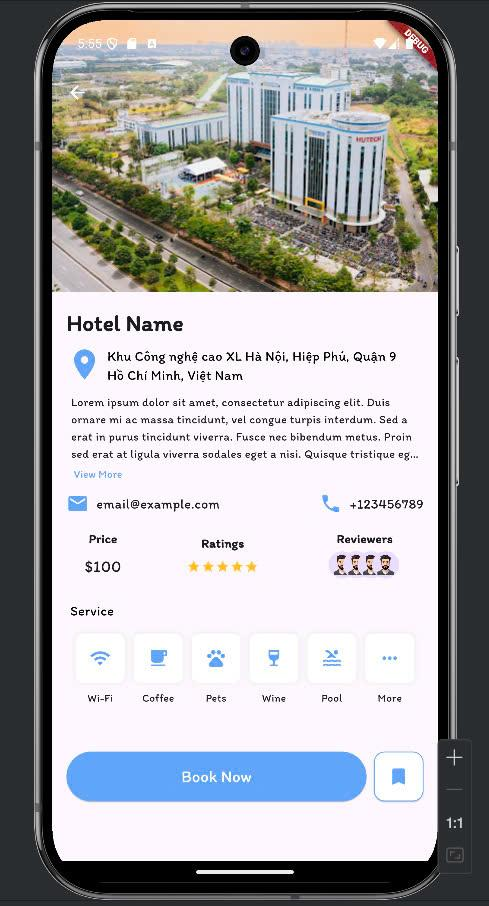 5:55
A
DEBUG
HUTECH
Hotel Name
Khu Công nghệ cao XL Hà Nội, Hiệp Phú, Quận 9
Hồ Chí Minh, Việt Nam
Lorem ipsum dolor sit amet, consectetur adipiscing elit. Duis
ornare mi ac massa tincidunt, vel congue turpis interdum. Sed a
erat in purus tincidunt viverra. Fusce nec bibendum metus. Proin
sed erat at ligula viverra sodales eget a nisi. Quisque tristique eg...
View More
email@example.com +123456789
Price Ratings Reviewers
$100
Service
Wi-Fi Coffee Pets Wine Pool More
Book Now
1:1